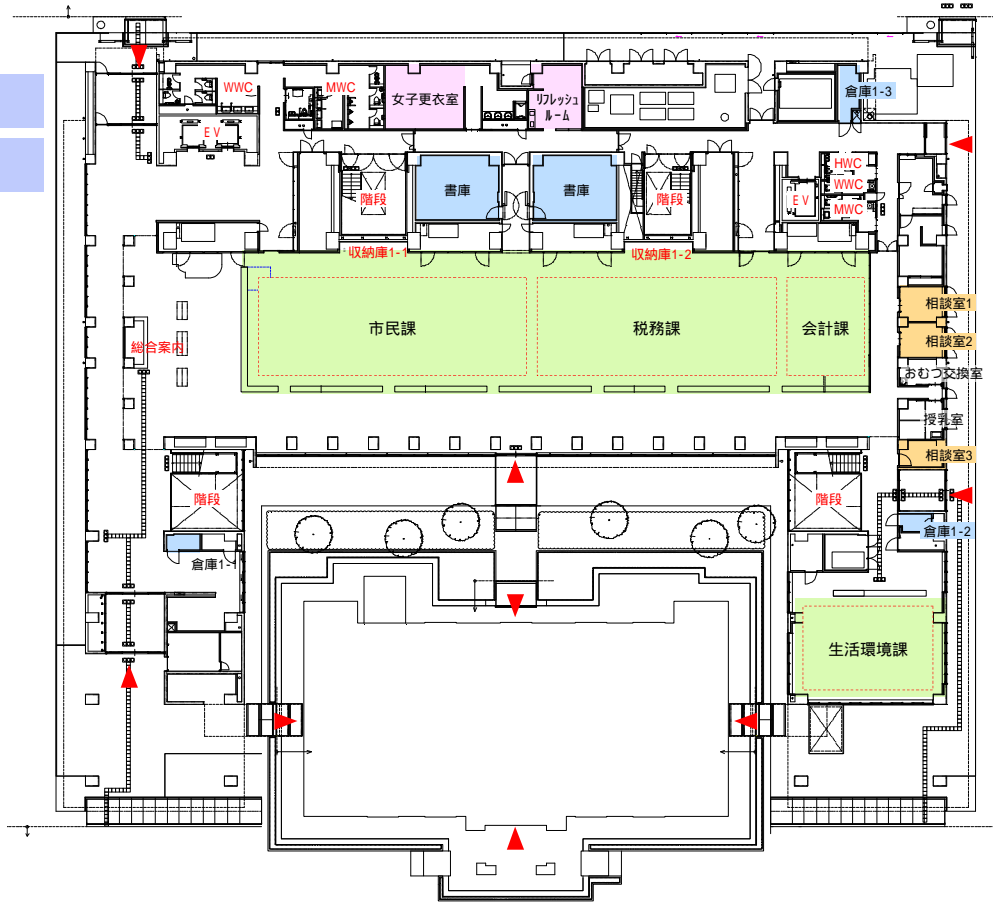 WWC
MWC
女子更衣室
リフレッシュ
ルーム
倉庫1-3
EV
階段
書庫
書庫
階段
HWC
WWC
EV
MWC
収納庫1-1
収納庫1-2
相談室1
市民課
税務課
会計課
総合案内
相談室2
おむつ交換室
授乳室
相談室3
階段
階段
倉庫1-2
倉庫1-1
生活環境課